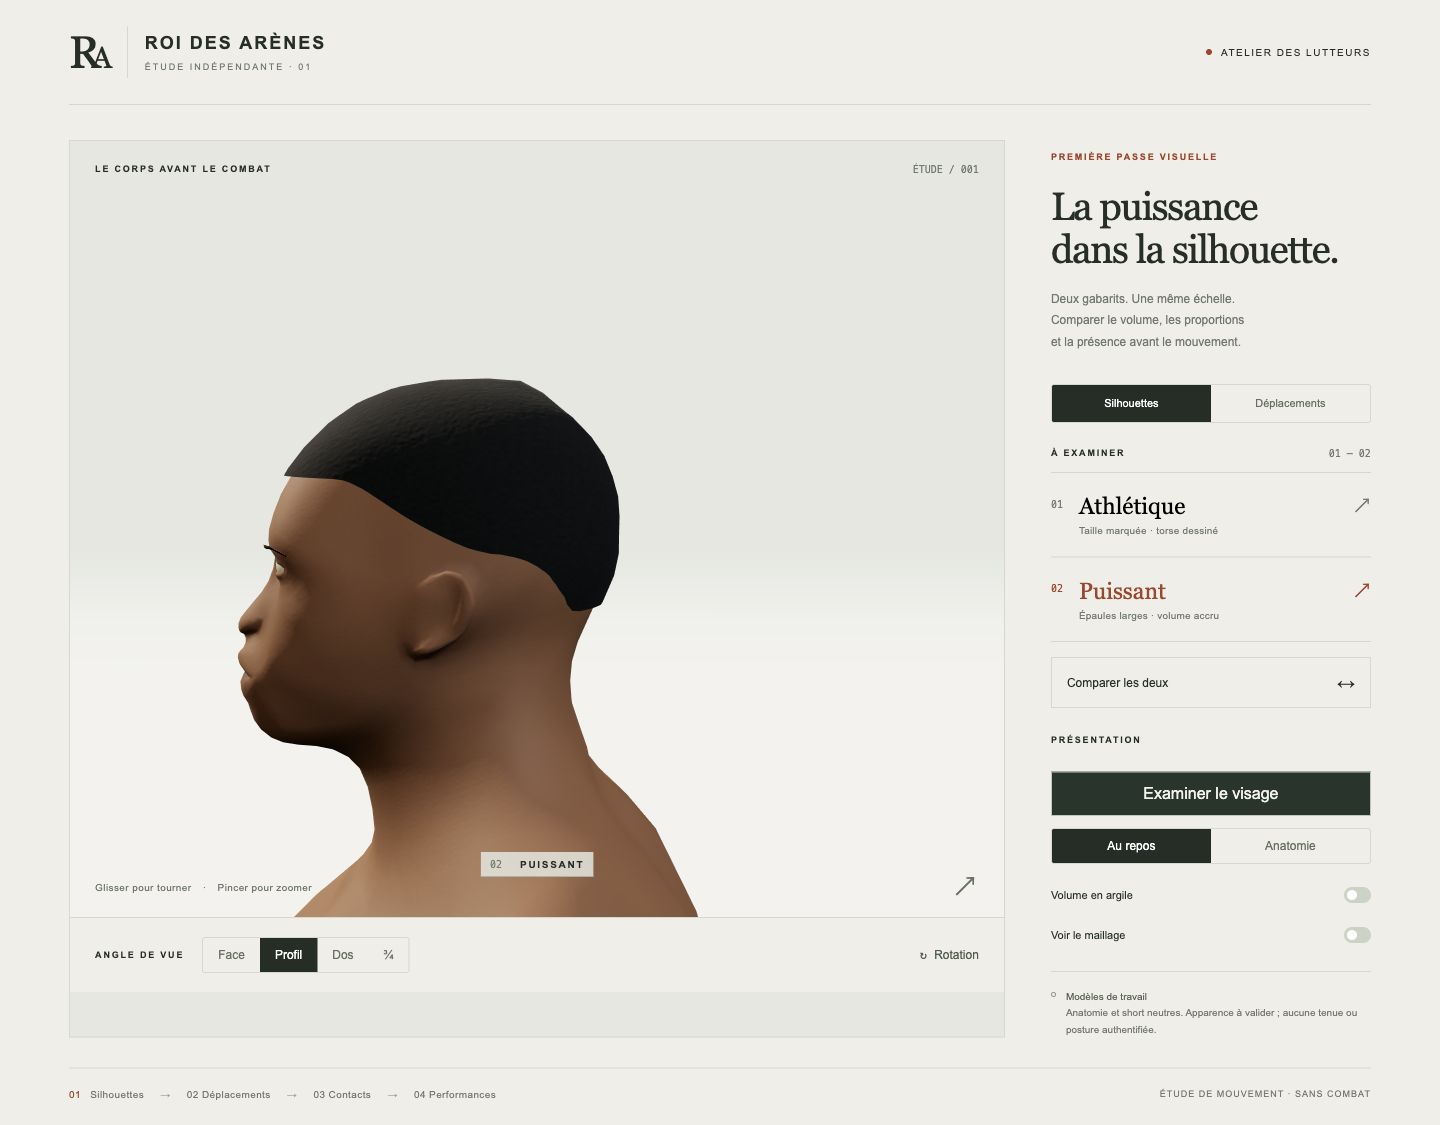 RA
ROI DES ARÈNES
ÉTUDE INDÉPENDANTE · 01
ATELIER DES LUTTEURS
LE CORPS AVANT LE COMBAT
ÉTUDE / 001
02 PUISSANT
Glisser pour tourner · Pincer pour zoomer
ANGLE DE VUE
Face
Profil
Dos
¾
↻ Rotation
PREMIÈRE PASSE VISUELLE
La puissance
dans la silhouette.
Deux gabarits. Une même échelle.
Comparer le volume, les proportions
et la présence avant le mouvement.
Silhouettes
Déplacements
À EXAMINER
01 — 02
01 Athlétique ↗
Taille marquée · torse dessiné
02 Puissant ↗
Épaules larges · volume accru
Comparer les deux ↔
PRÉSENTATION
Examiner le visage
Au repos
Anatomie
Volume en argile
Voir le maillage
Modèles de travail
Anatomie et short neutres. Apparence à valider ; aucune tenue ou
posture authentifiée.
01 Silhouettes → 02 Déplacements → 03 Contacts → 04 Performances
ÉTUDE DE MOUVEMENT · SANS COMBAT